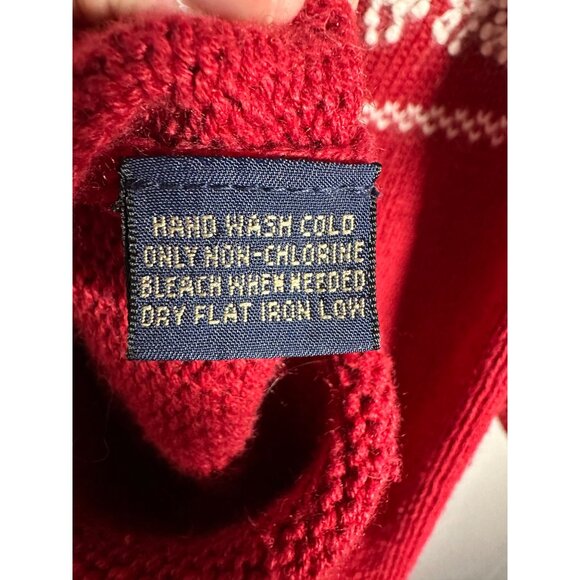 HAND WASH COLD
ONLY NON-CHLORINE
BLEACH WHEN NEEDED
DRY FLAT IRON LOW